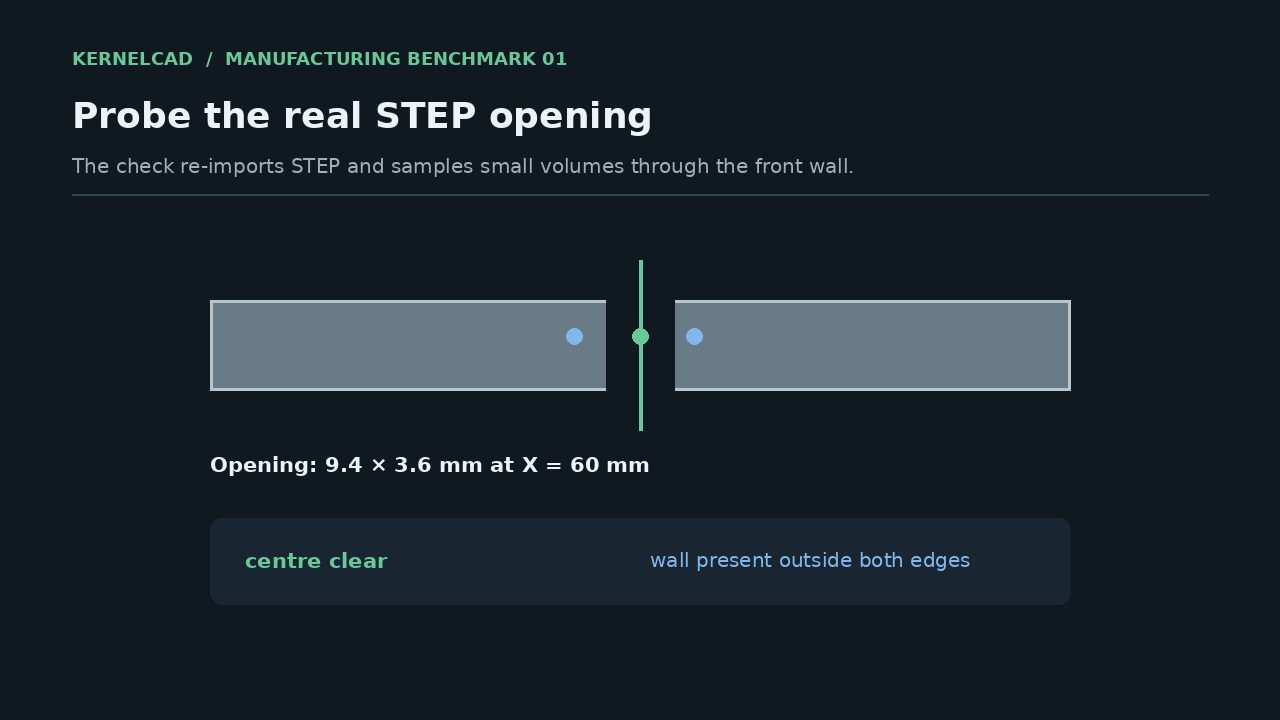 KERNELCAD / MANUFACTURING BENCHMARK 01
Probe the real STEP opening
The check re-imports STEP and samples small volumes through the front wall.
Opening: 9.4 × 3.6 mm at X = 60 mm
centre clear
wall present outside both edges